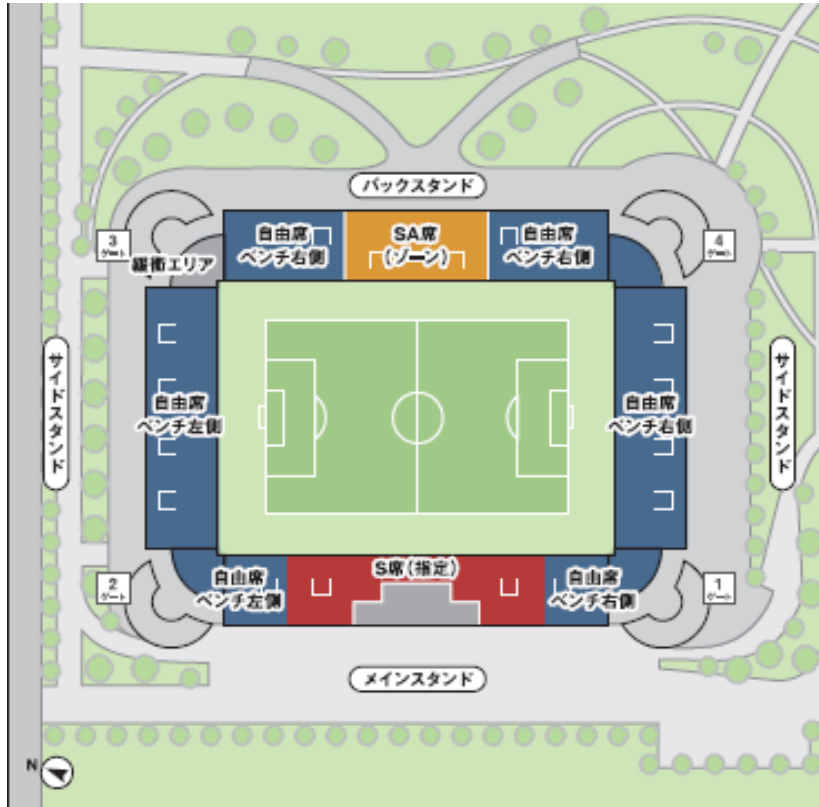 バックスタンド
自由席
ベンチ右側
SA席
(ゾーン)
自由席
ベンチ右側
3
ゲート
4
ゲート
緩衝エリア
サイドスタンド
自由席
ベンチ左側
自由席
ベンチ右側
サイドスタンド
2
ゲート
自由席
ベンチ左側
S席(指定)
自由席
ベンチ右側
1
ゲート
メインスタンド
N